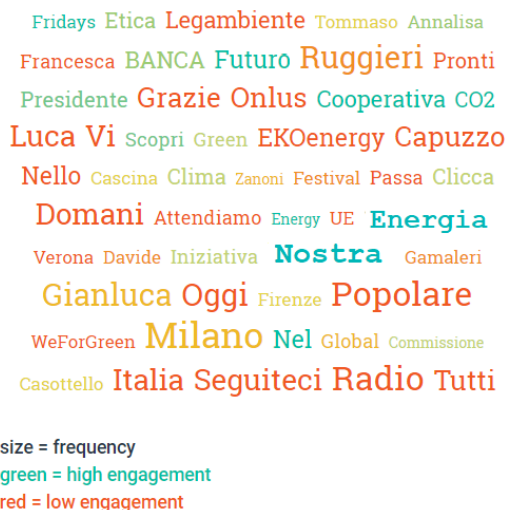 Fridays Etica Legambiente Tommaso Annalisa
Francesca BANCA Futuro Ruggieri Pronti
Presidente Grazie Onlus Cooperativa CO2
Luca Vi Scopri Green EKOenergy Capuzzo
Nello Cascina Clima Zanoni Festival Passa Clicca
Domani Attendiamo Energy UE Energia
Verona Davide Iniziativa Nostra Gamaleri
Gianluca Oggi Firenze Popolare
WeForGreen Milano Nel Global Commissione
Casottello Italia Seguiteci Radio Tutti
size = frequency
green = high engagement
red = low engagement